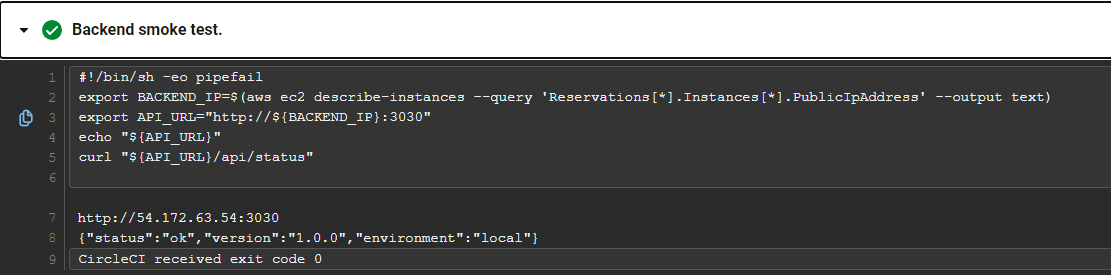 Backend smoke test.
1 #!/bin/sh -eo pipefail
2 export BACKEND_IP=$(aws ec2 describe-instances --query 'Reservations[*].Instances[*].PublicIpAddress' --output text)
3 export API_URL="http://${BACKEND_IP}:3030"
4 echo "${API_URL}"
5 curl "${API_URL}/api/status"
6
7 http://54.172.63.54:3030
8 {"status":"ok","version":"1.0.0","environment":"local"}
9 CircleCI received exit code 0